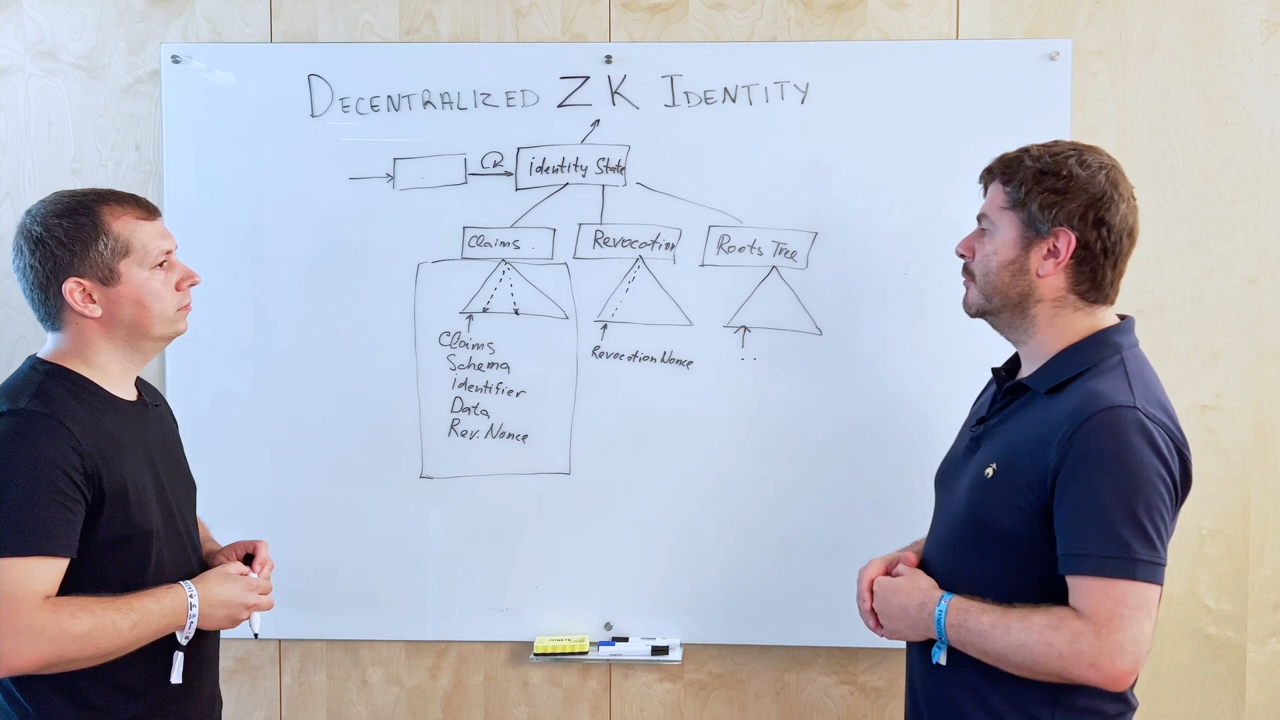 DECENTRALIZED ZK IDENTITY
identity State
Claims.
Revocation
Roots Tree
Claims
Schema
identifier
Data
Rev. Nonce
Revocation Nonce
..